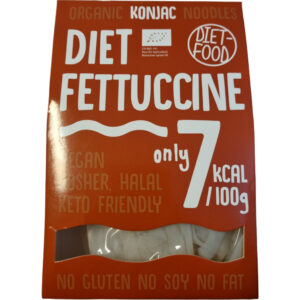 ORGANIC KONJAC NOODLES
DIET
DIET-
FOOD
FETTUCCINE
only 7 KCAL
/100g
VEGAN
KOSHER, HALAL
KETO FRIENDLY
NO GLUTEN NO SOY NO FAT